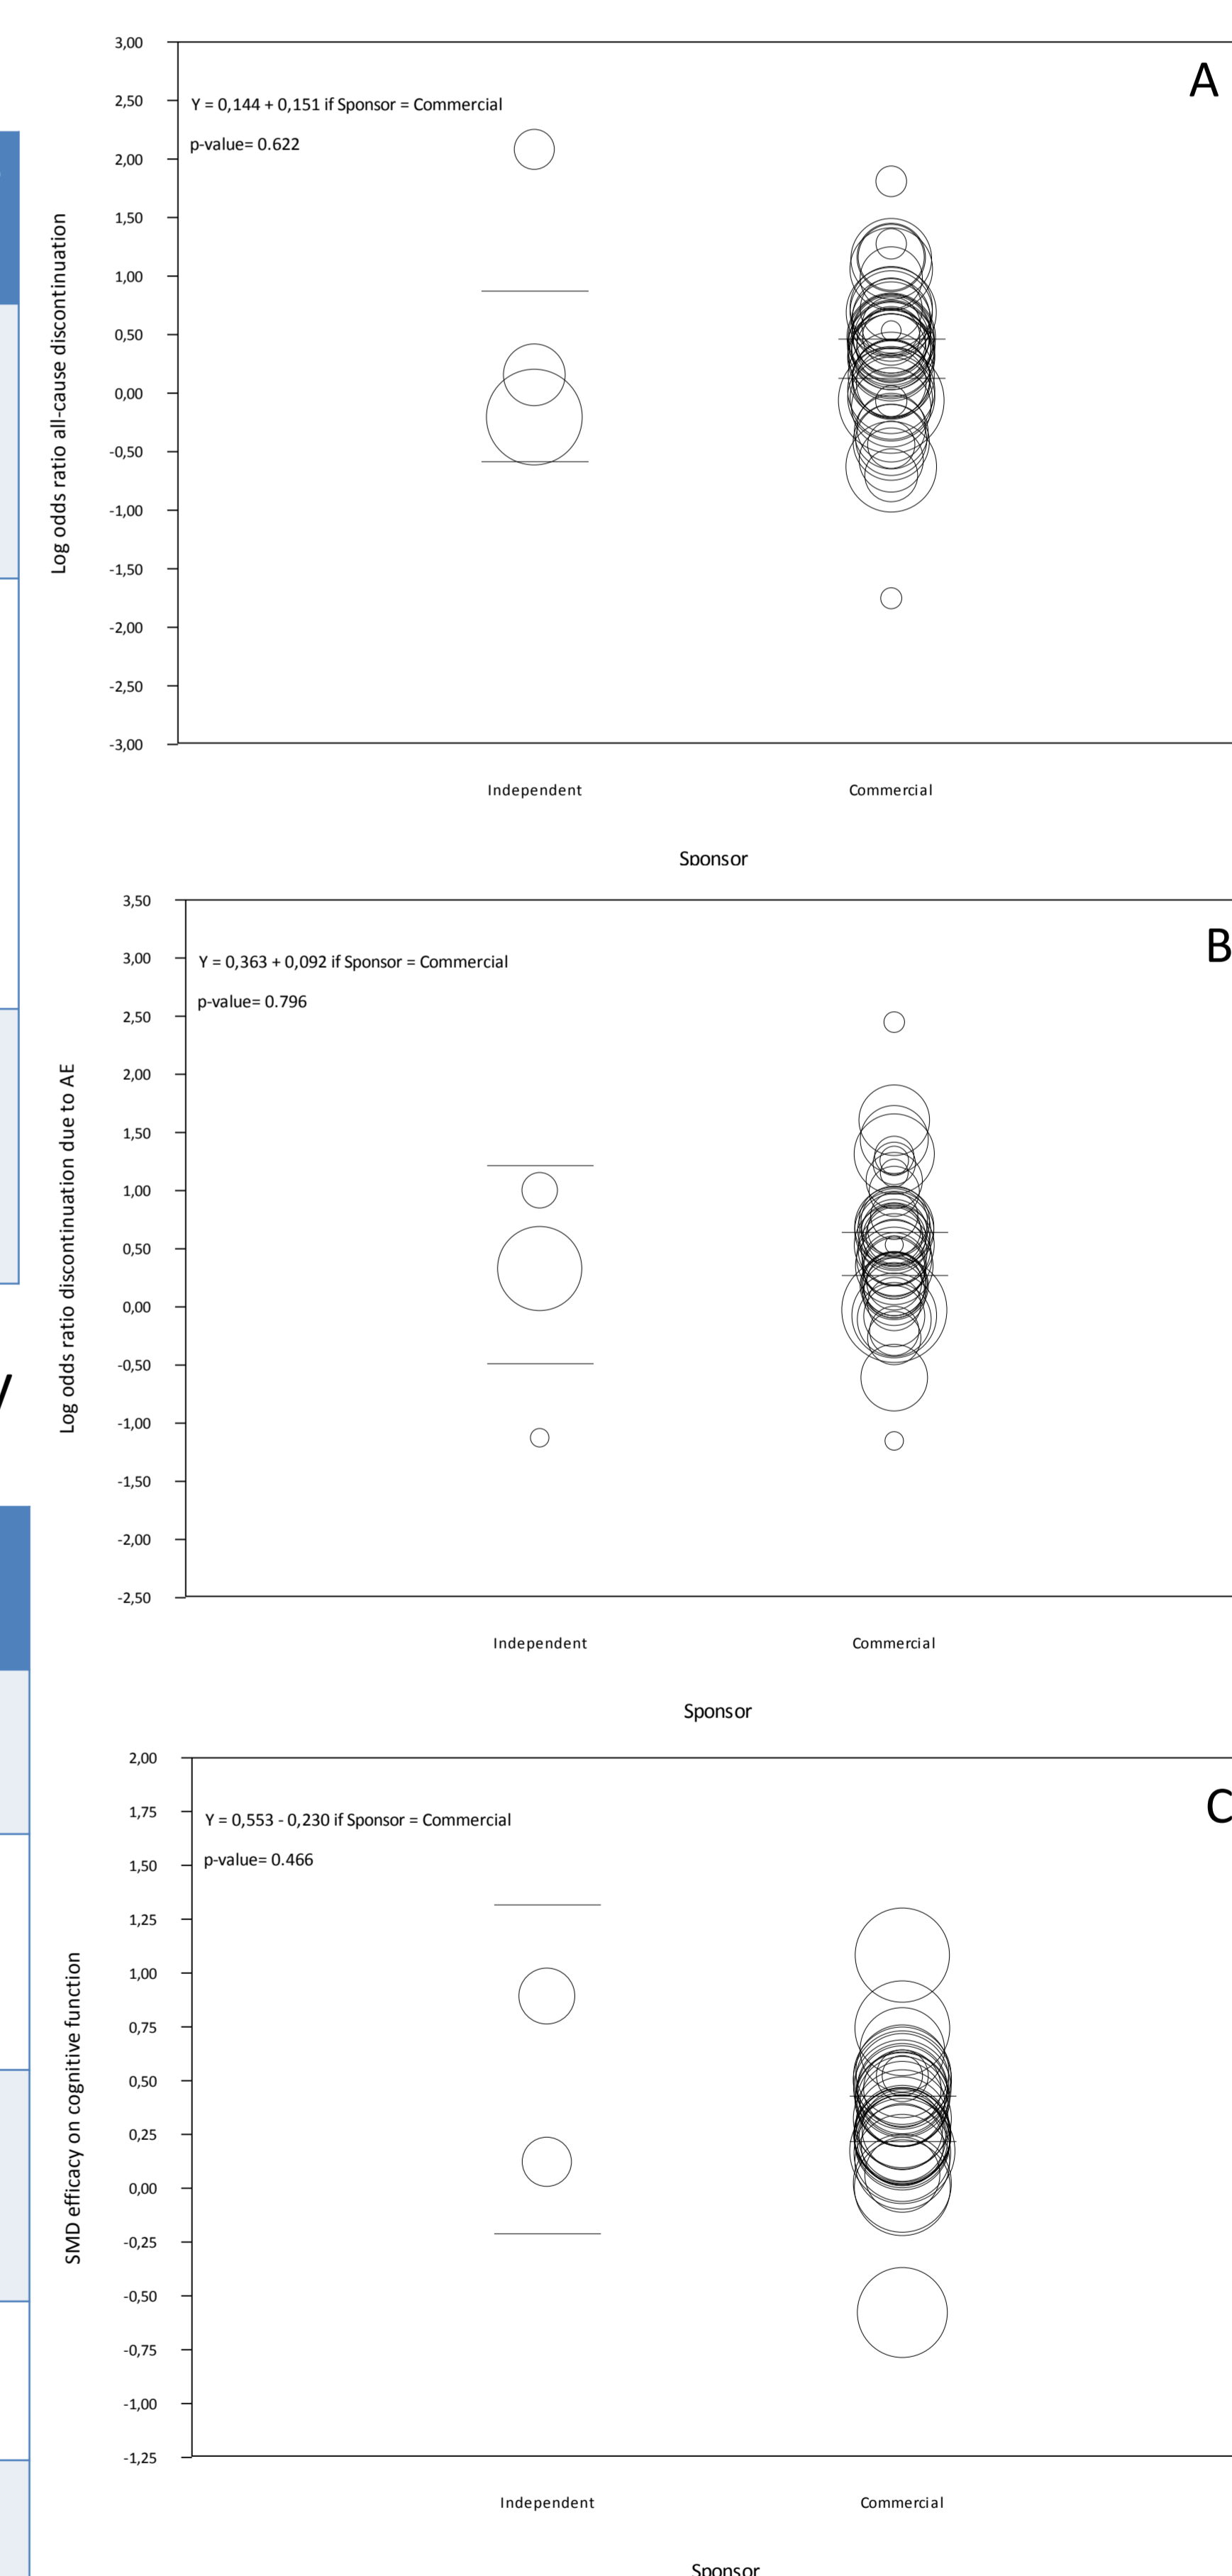 A
3,00
2,50
2,00
1,50
1,00
0,50
0,00
-0,50
-1,00
-1,50
-2,00
-2,50
-3,00
Log odds ratio all-cause discontinuation
Y = 0,144 + 0,151 if Sponsor = Commercial
p-value= 0.622
Independent
Commercial
Sponsor
B
3,50
3,00
2,50
2,00
1,50
1,00
0,50
0,00
-0,50
-1,00
-1,50
-2,00
-2,50
Log odds ratio discontinuation due to AE
Y = 0,363 + 0,092 if Sponsor = Commercial
p-value= 0.796
Independent
Commercial
Sponsor
C
2,00
1,75
1,50
1,25
1,00
0,75
0,50
0,25
0,00
-0,25
-0,50
-0,75
-1,00
-1,25
SMD efficacy on cognitive function
Y = 0,553 - 0,230 if Sponsor = Commercial
p-value= 0.466
Independent
Commercial
Sponsor